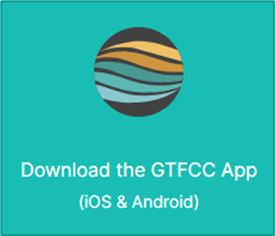 Download the GTFCC App
(iOS & Android)